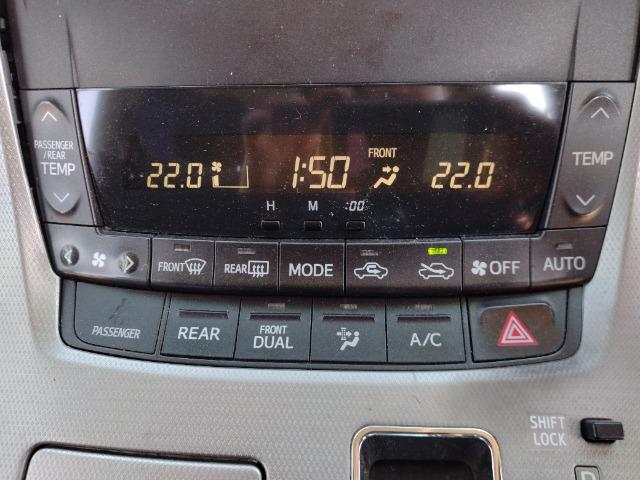 PASSENGER
/REAR
TEMP
22.0
1:50
FRONT
22.0
TEMP
H
M
:00
FRONT
REAR
MODE
OFF
AUTO
PASSENGER
REAR
FRONT
DUAL
A/C
SHIFT
LOCK
D